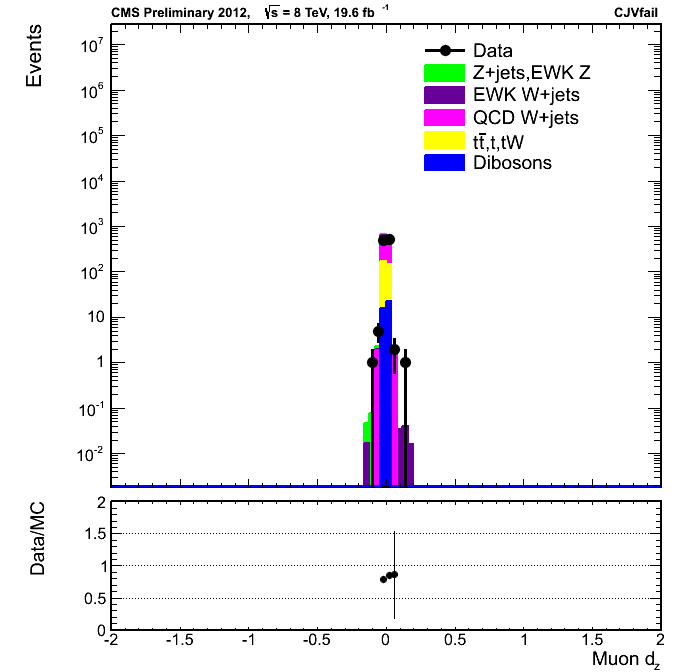 CMS Preliminary 2012, √s = 8 TeV, 19.6 fb⁻¹ CJVfail
Events
10⁷
10⁶
10⁵
10⁴
10³
10²
10
1
10⁻¹
10⁻²
Data
Z+jets,EWK Z
EWK W+jets
QCD W+jets
tt̅,t,tW
Dibosons
Data/MC
2
1.5
1
0.5
0
-2 -1.5 -1 -0.5 0 0.5 1 1.5 2
Muon d_z